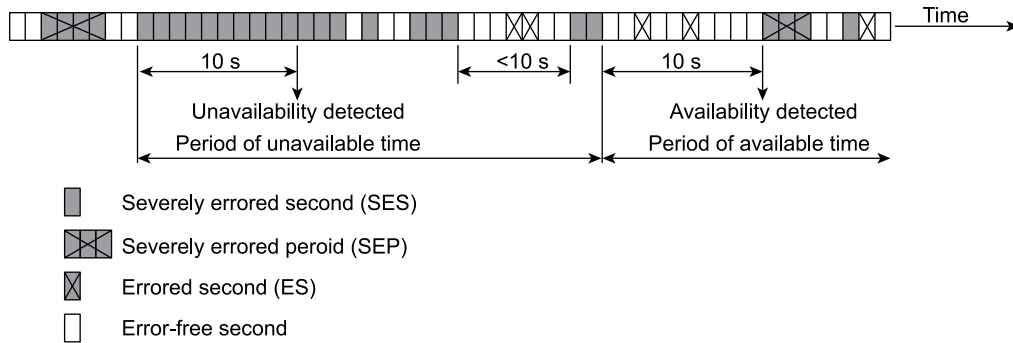 Time
10 s
<10 s
10 s
Unavailability detected
Availability detected
Period of unavailable time
Period of available time
Severely errored second (SES)
Severely errored peroid (SEP)
Errored second (ES)
Error-free second